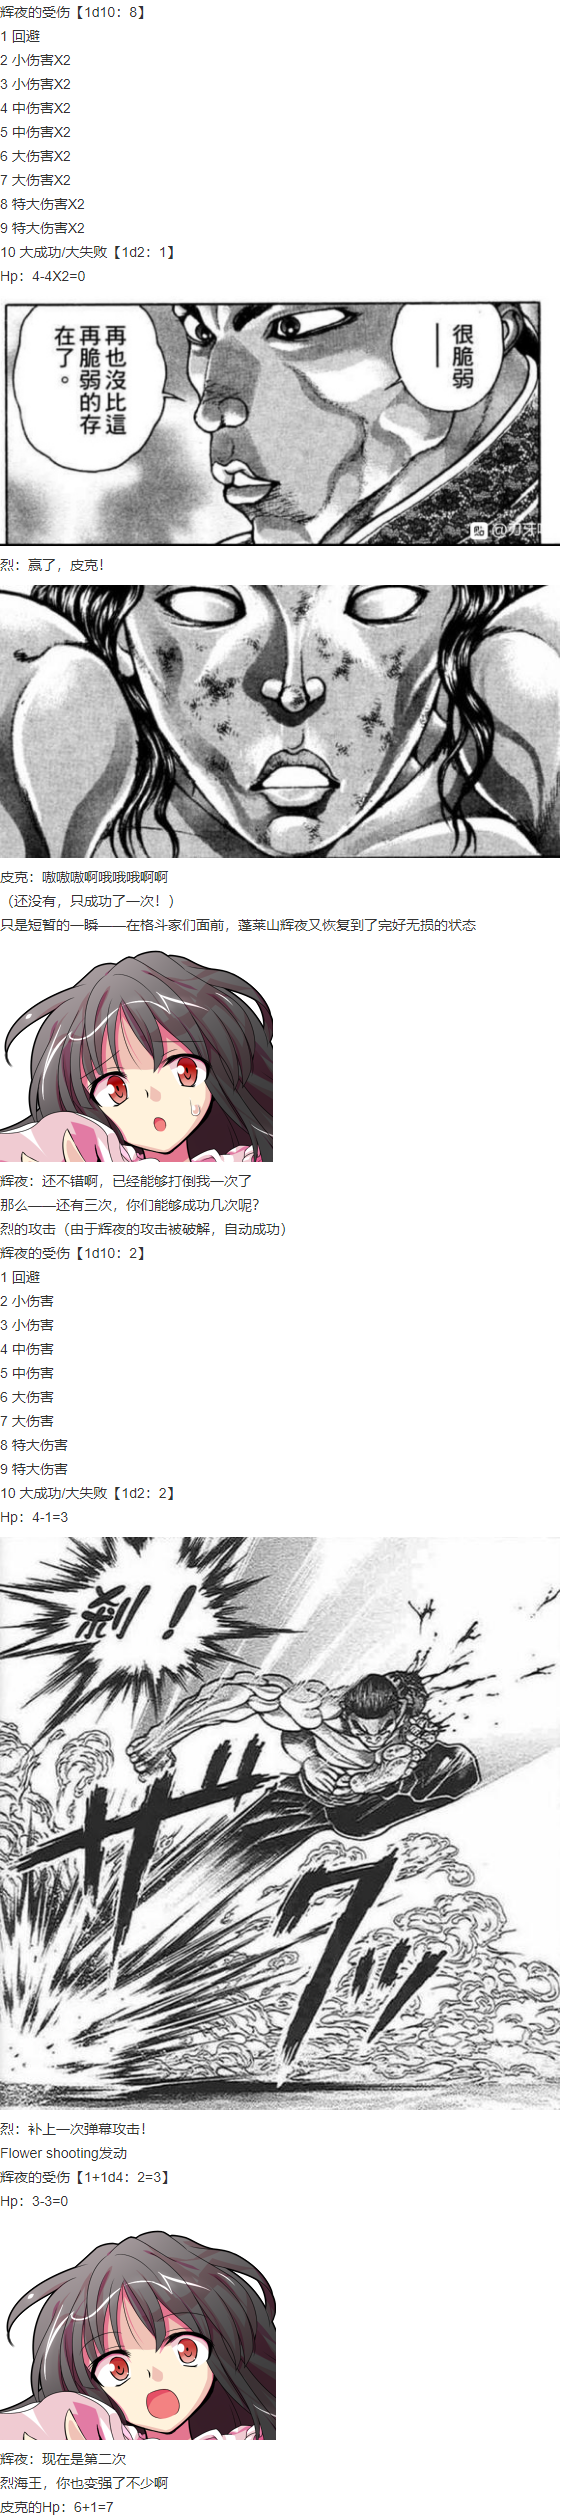 辉夜的受伤【1d10：8】
1 回避
2 小伤害X2
3 小伤害X2
4 中伤害X2
5 中伤害X2
6 大伤害X2
7 大伤害X2
8 特大伤害X2
9 特大伤害X2
10 大成功/大失败【1d2：1】
Hp：4-4X2=0
很脆弱——
再也沒比這再脆弱的存在了。
烈：赢了，皮克！
皮克：嗷嗷嗷啊哦哦哦啊啊
（还没有，只成功了一次！）
只是短暂的一瞬——在格斗家们面前，蓬莱山辉夜又恢复到了完好无损的状态
辉夜：还不错啊，已经能够打倒我一次了
那么——还有三次，你们能够成功几次呢？
烈的攻击（由于辉夜的攻击被破解，自动成功）
辉夜的受伤【1d10：2】
1 回避
2 小伤害
3 小伤害
4 中伤害
5 中伤害
6 大伤害
7 大伤害
8 特大伤害
9 特大伤害
10 大成功/大失败【1d2：2】
Hp：4-1=3
刹！
烈：补上一次弹幕攻击！
Flower shooting发动
辉夜的受伤【1+1d4：2=3】
Hp：3-3=0
辉夜：现在是第二次
烈海王，你也变强了不少啊
皮克的Hp：6+1=7